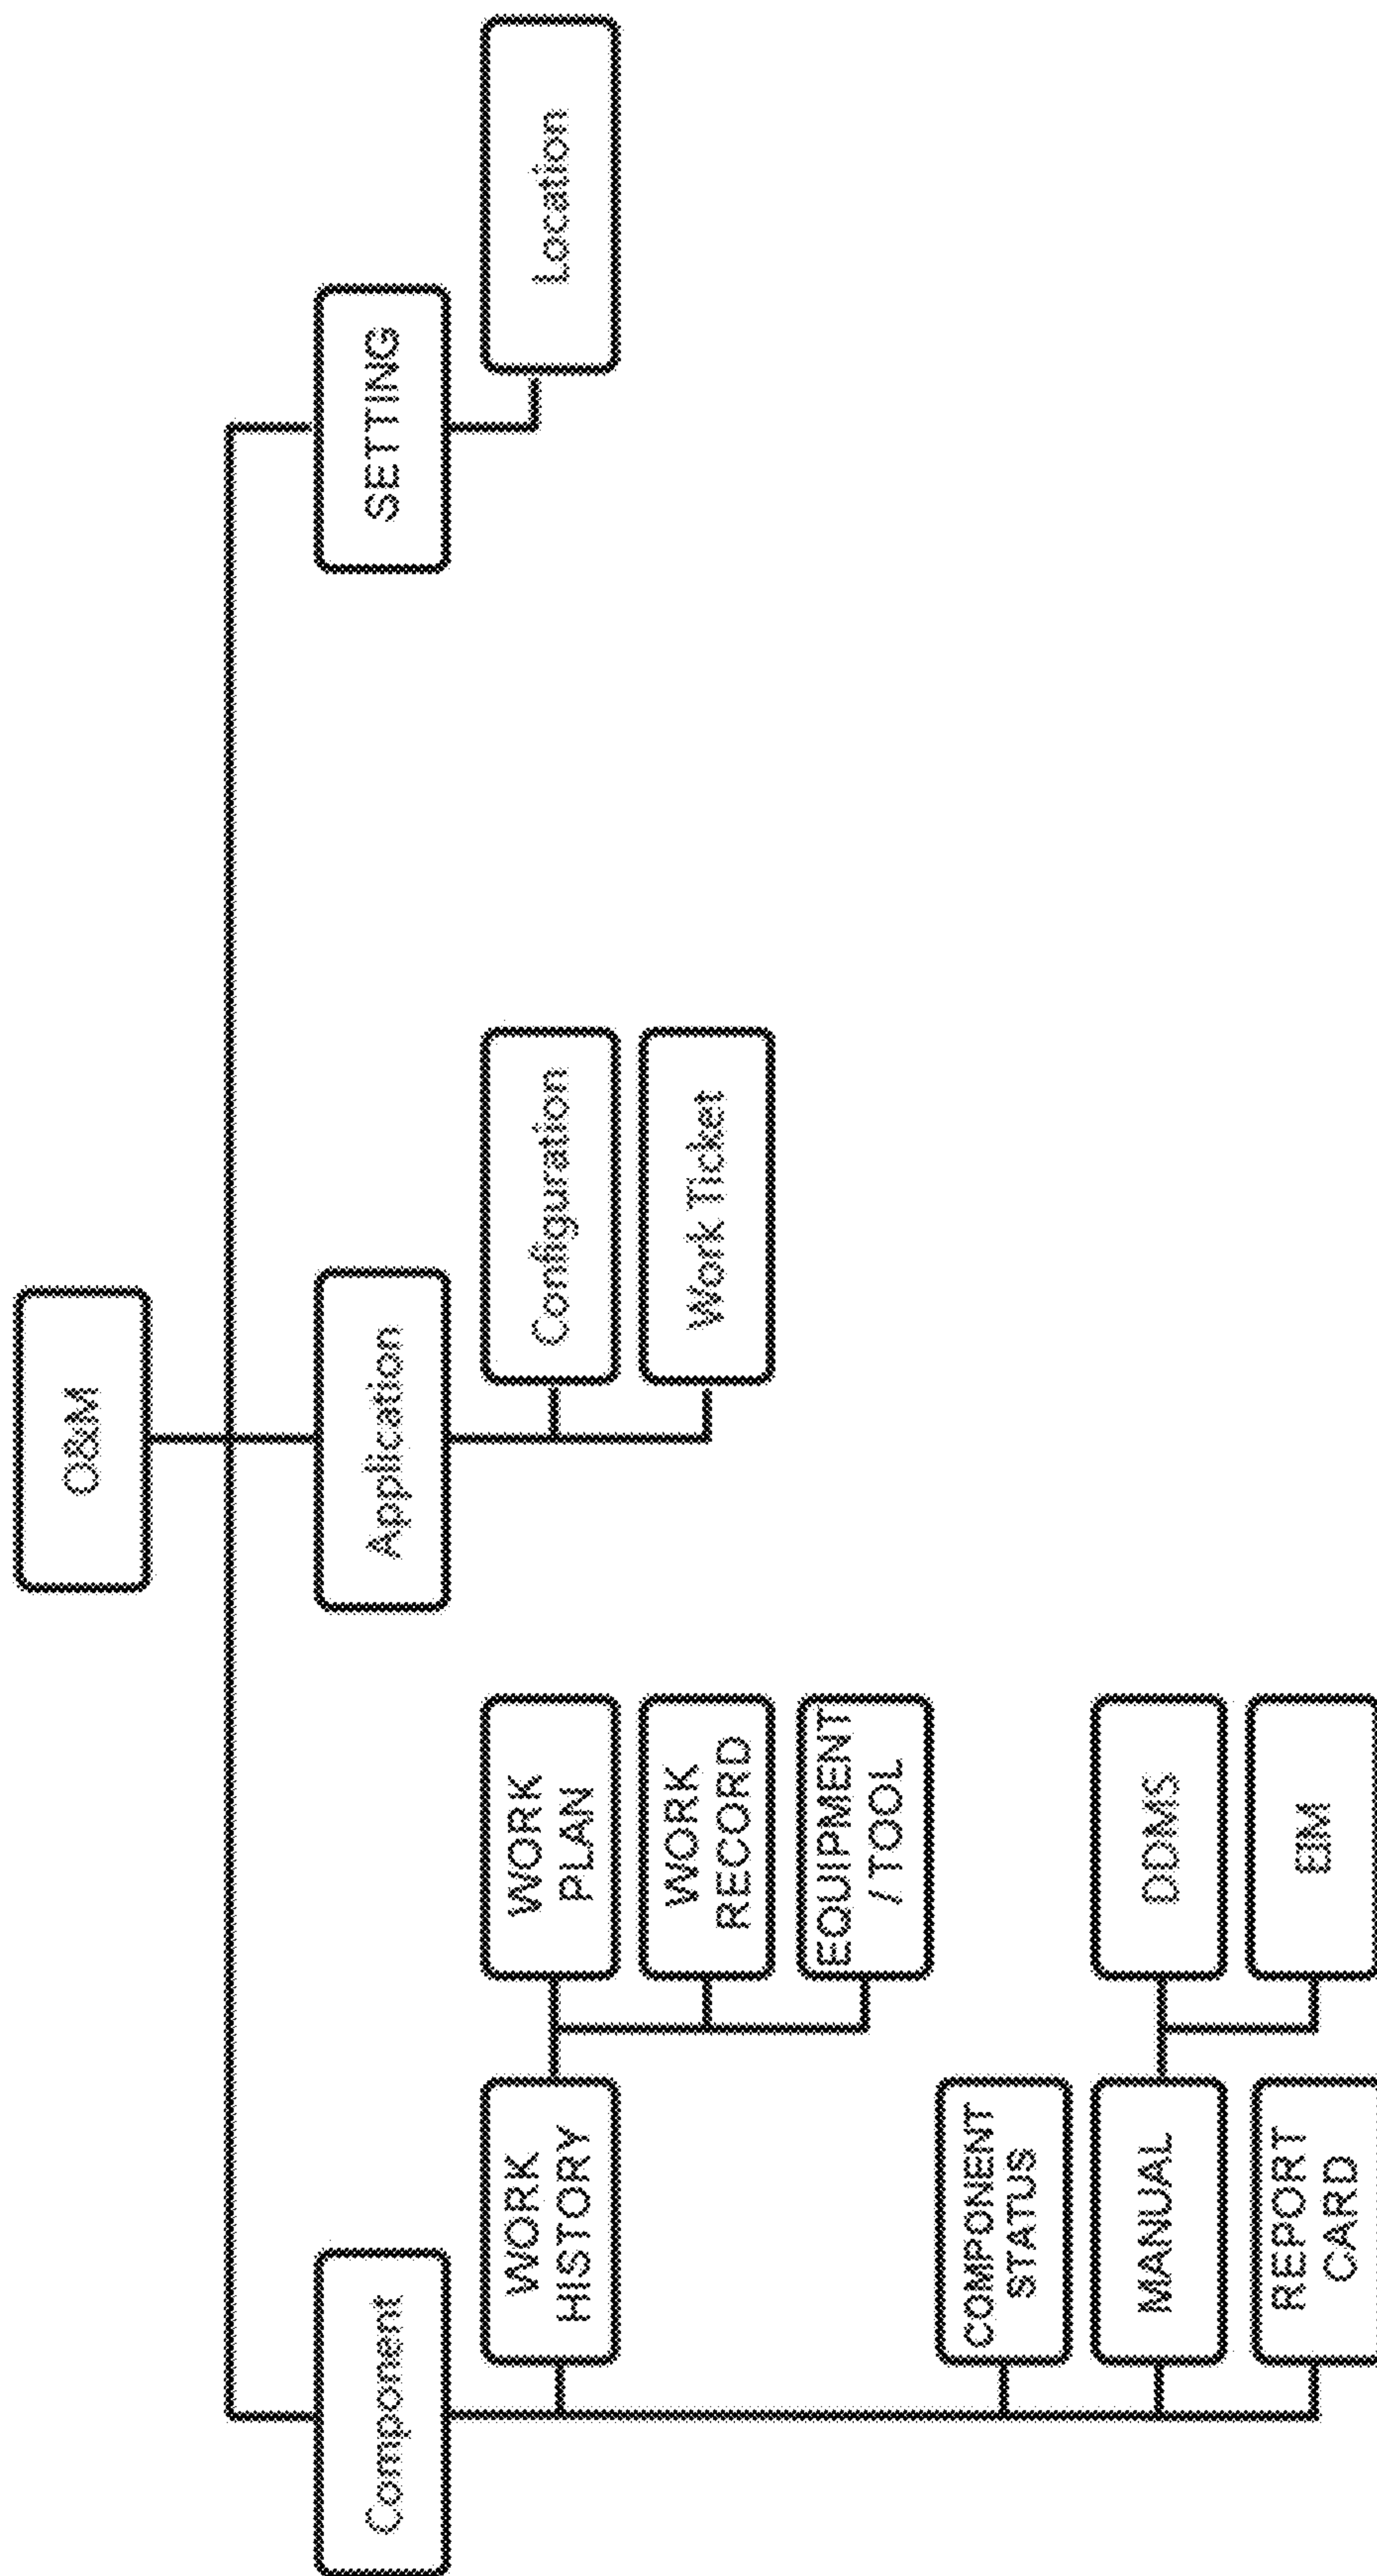 O&M
Component
Application
SETTING
WORK
HISTORY
WORK
PLAN
Configuration
Location
WORK
RECORD
Work Ticket
EQUIPMENT
/ TOOL
COMPONENT
STATUS
MANUAL
DDMS
REPORT
CARD
BIM